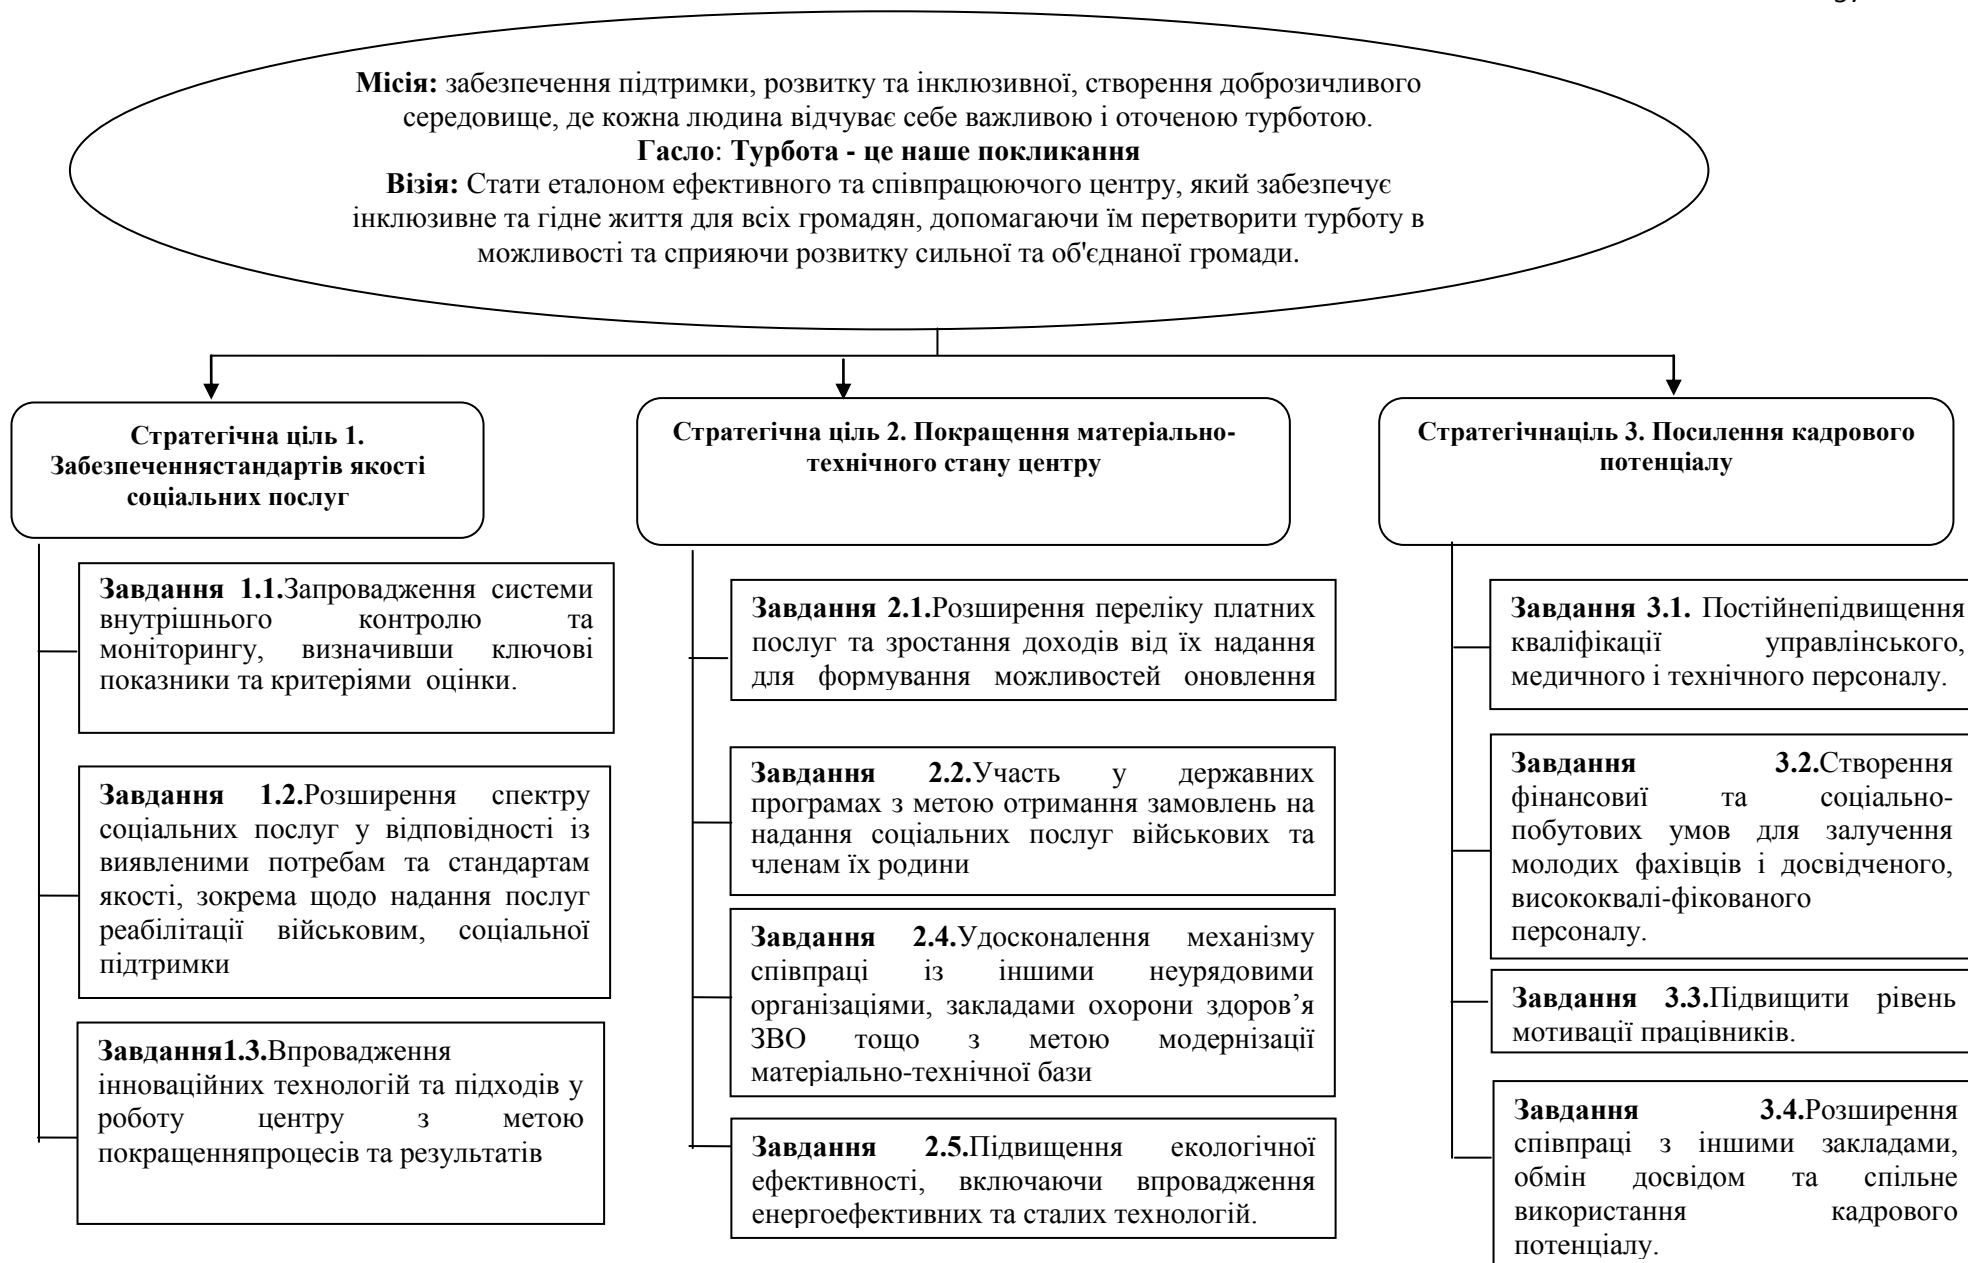 Місія: забезпечення підтримки, розвитку та інклюзивної, створення доброзичливого
середовище, де кожна людина відчуває себе важливою і оточеною турботою.
Гасло: Турбота - це наше покликання
Візія: Стати еталоном ефективного та співпрацюючого центру, який забезпечує
інклюзивне та гідне життя для всіх громадян, допомагаючи їм перетворити турботу в
можливості та сприяючи розвитку сильної та об'єднаної громади.
Стратегічна ціль 1.
Забезпеченнястандартів якості
соціальних послуг
Завдання 1.1.Запровадження системи
внутрішнього контролю та
моніторингу, визначивши ключові
показники та критеріями оцінки.
Завдання 1.2.Розширення спектру
соціальних послуг у відповідності із
виявленими потребам та стандартам
якості, зокрема щодо надання послуг
реабілітації військовим, соціальної
підтримки
Завдання1.3.Впровадження
інноваційних технологій та підходів у
роботу центру з метою
покращенняпроцесів та результатів
Стратегічна ціль 2. Покращення матеріально-
технічного стану центру
Завдання 2.1.Розширення переліку платних
послуг та зростання доходів від їх надання
для формування можливостей оновлення
Завдання 2.2.Участь у державних
програмах з метою отримання замовлень на
надання соціальних послуг військових та
членам їх родини
Завдання 2.4.Удосконалення механізму
співпраці із іншими неурядовими
організаціями, закладами охорони здоров’я
ЗВО тощо з метою модернізації
матеріально-технічної бази
Завдання 2.5.Підвищення екологічної
ефективності, включаючи впровадження
енергоефективних та сталих технологій.
Стратегічнаціль 3. Посилення кадрового
потенціалу
Завдання 3.1. Постійнепідвищення
кваліфікації управлінського,
медичного і технічного персоналу.
Завдання 3.2.Створення
фінансовиї та соціально-
побутових умов для залучення
молодих фахівців і досвідченого,
висококвалі-фікованого
персоналу.
Завдання 3.3.Підвищити рівень
мотивації працівників.
Завдання 3.4.Розширення
співпраці з іншими закладами,
обмін досвідом та спільне
використання кадрового
потенціалу.